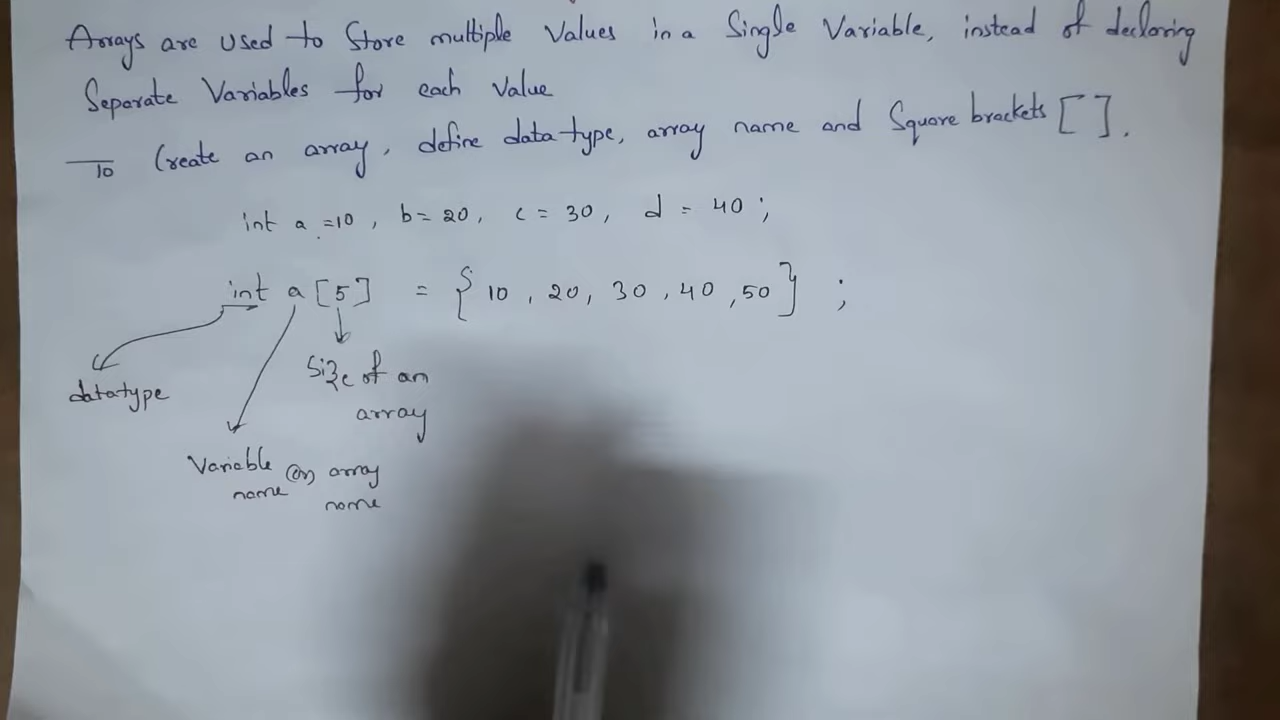 Arrays are used to Store multiple Values in a Single Variable, instead of declaring
Separate Variables for each Value
To Create an array, define data type, array name and Square brackets [ ].
int a =10, b= 20, c = 30, d = 40 ;
int a [5] = { 10, 20, 30, 40, 50 } ;
datatype
Size of an
array
Variable (or) array
name name